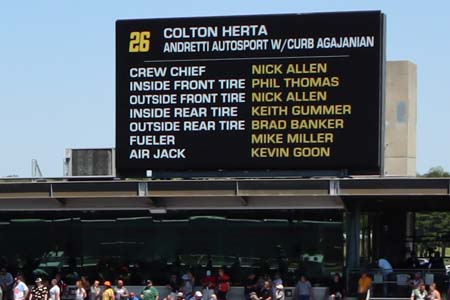 26 COLTON HERTA
ANDRETTI AUTOSPORT W/CURB AGAJANIAN
CREW CHIEF NICK ALLEN
INSIDE FRONT TIRE PHIL THOMAS
OUTSIDE FRONT TIRE NICK ALLEN
INSIDE REAR TIRE KEITH GUMMER
OUTSIDE REAR TIRE BRAD BANKER
FUELER MIKE MILLER
AIR JACK KEVIN GOON